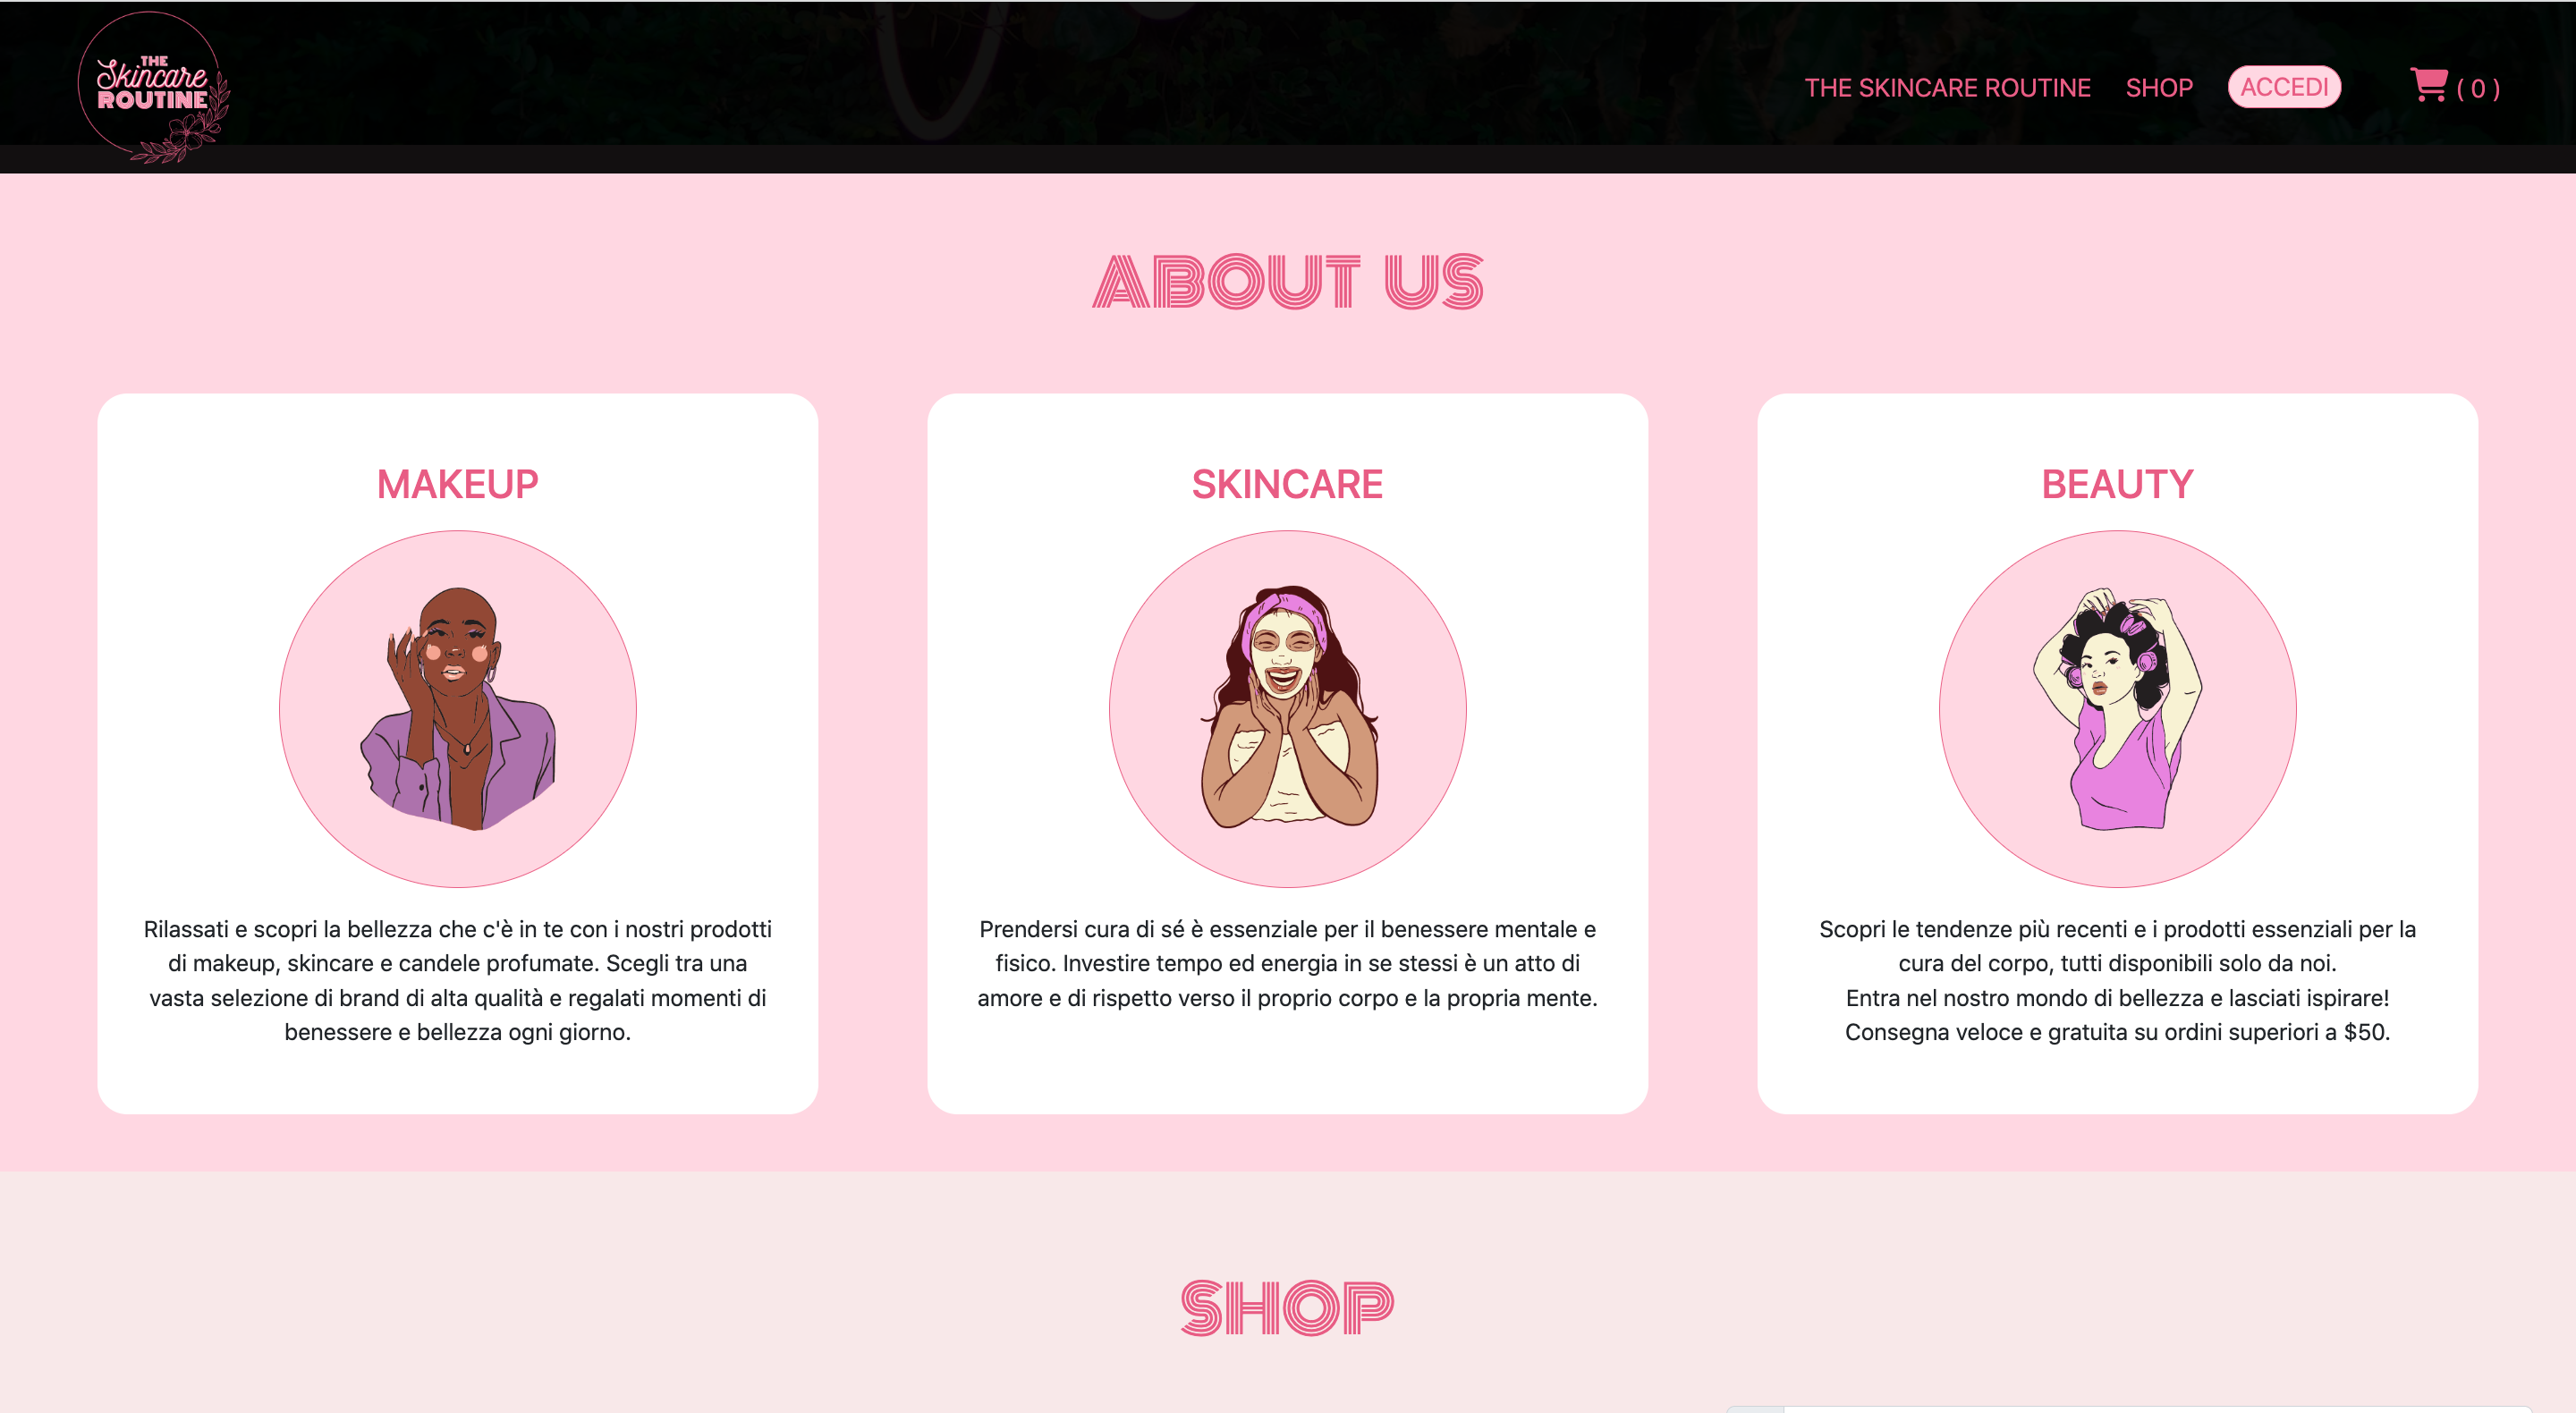 THE
Skincare
ROUTINE
THE SKINCARE ROUTINE
SHOP
ACCEDI
( 0 )
ABOUT US
MAKEUP
Rilassati e scopri la bellezza che c'è in te con i nostri prodotti
di makeup, skincare e candele profumate. Scegli tra una
vasta selezione di brand di alta qualità e regalati momenti di
benessere e bellezza ogni giorno.
SKINCARE
Prendersi cura di sé è essenziale per il benessere mentale e
fisico. Investire tempo ed energia in se stessi è un atto di
amore e di rispetto verso il proprio corpo e la propria mente.
BEAUTY
Scopri le tendenze più recenti e i prodotti essenziali per la
cura del corpo, tutti disponibili solo da noi.
Entra nel nostro mondo di bellezza e lasciati ispirare!
Consegna veloce e gratuita su ordini superiori a $50.
SHOP